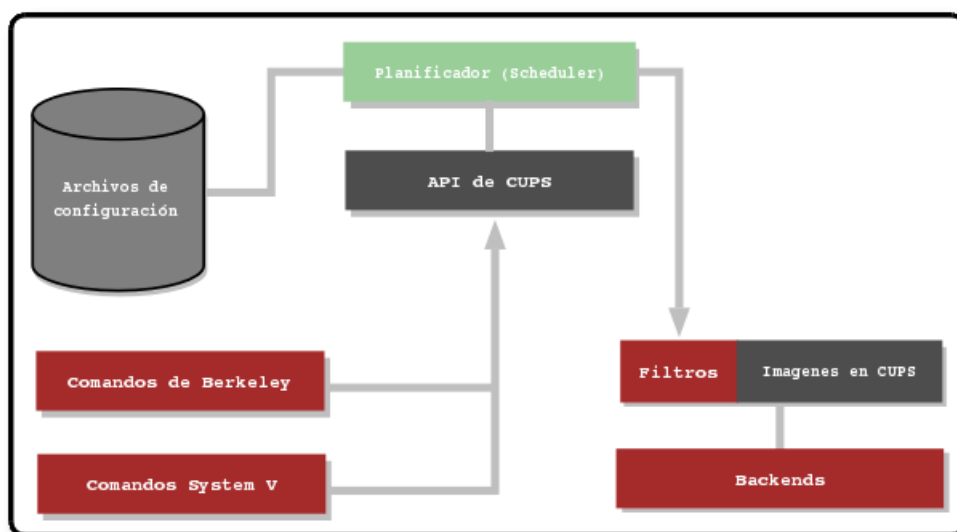 Planificador (Scheduler)
Archivos de
configuración
API de CUPS
Comandos de Berkeley
Filtros
Imagenes en CUPS
Comandos System V
Backends